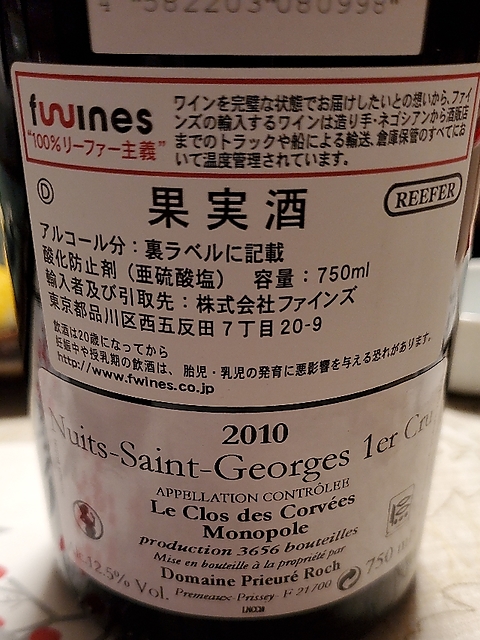 4 582203 080998
fwines
"100%リーファー主義"
ワインを完璧な状態でお届けしたいとの想いから、ファイ
ンズの輸入するワインは造り手・ネゴシアンから酒販店
までのトラックや船による輸送、倉庫保管のすべてにお
いて温度管理されています。
D
果実酒
REEFER
アルコール分：裏ラベルに記載
酸化防止剤（亜硫酸塩） 容量：750ml
輸入者及び引取先：株式会社ファインズ
東京都品川区西五反田7丁目20-9
飲酒は20歳になってから
妊娠中や授乳期の飲酒は、胎児・乳児の発育に悪影響を与える恐れがあります。
http://www.fwines.co.jp
2010
Nuits-Saint-Georges 1er Cru
APPELLATION CONTRÔLÉE
Le Clos des Corvées
Monopole
production 3656 bouteilles
Mise en bouteille à la propriété par
Domaine Prieuré Roch
12.5% Vol. Premeaux-Prissey - F 21700 750 m